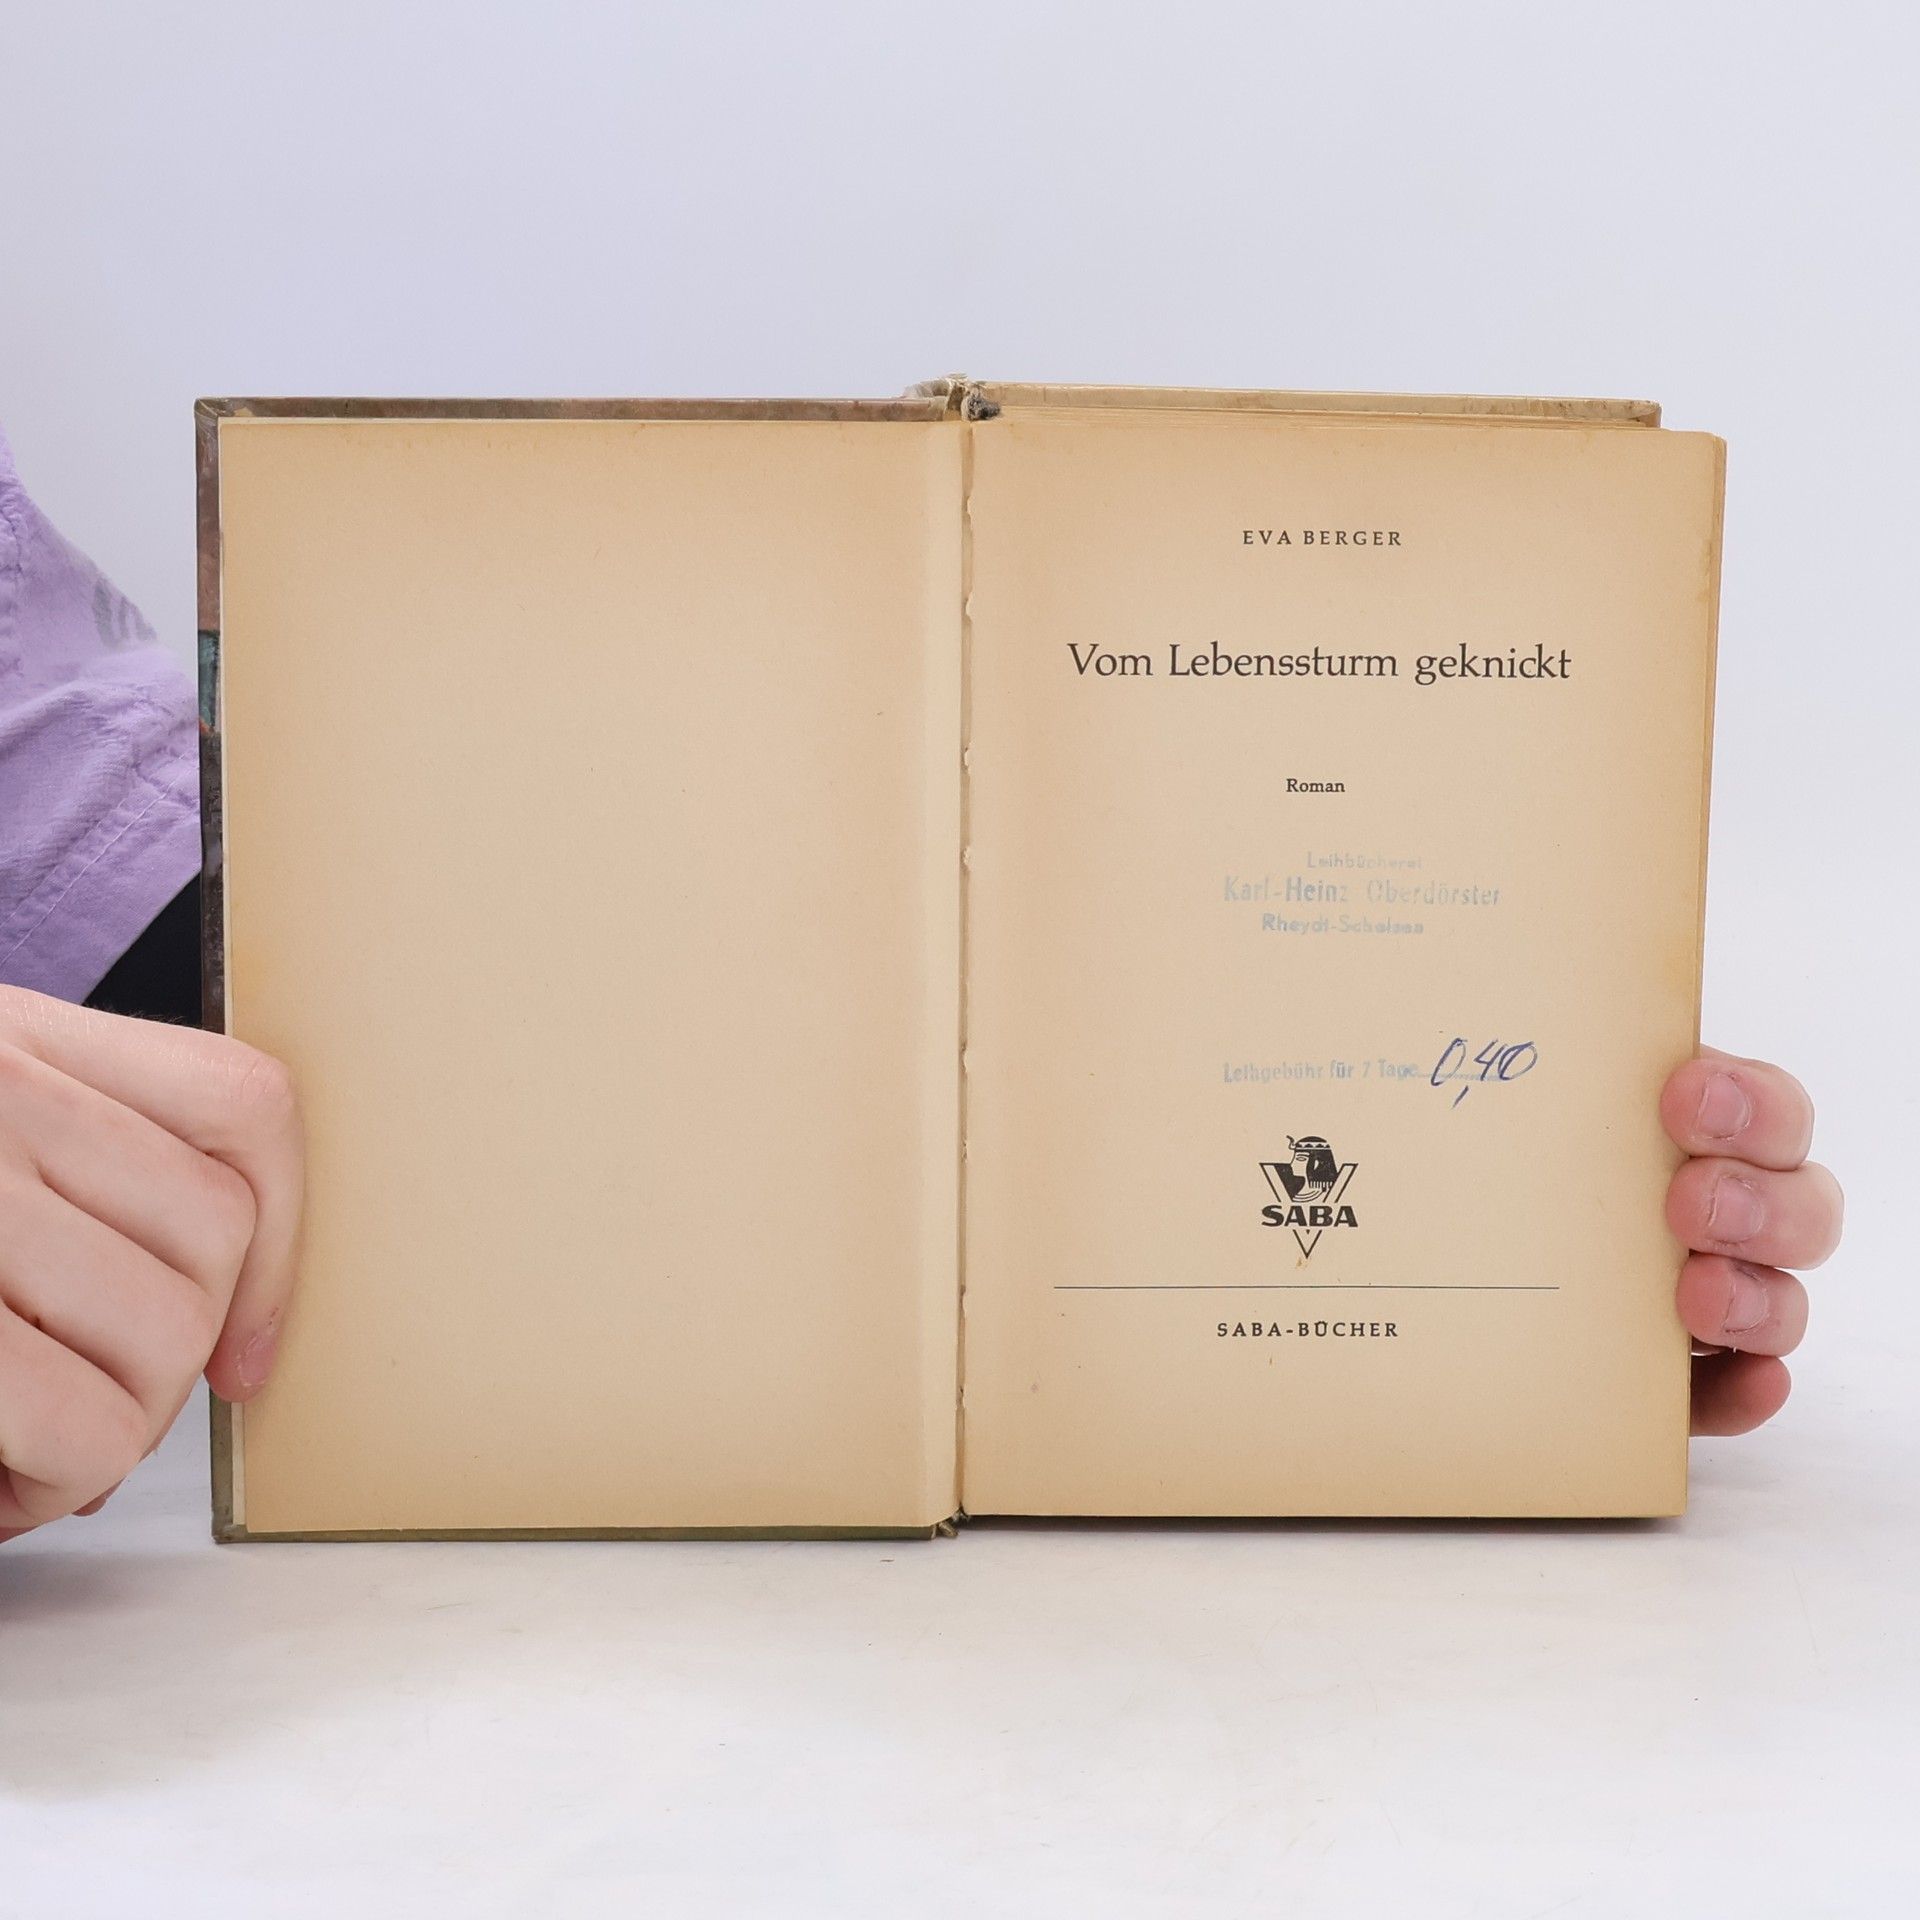 EVA BERGER
Vom Lebenssturm geknickt
Roman
Leihbücherei
Karl-Heinz Oberdörster
Rheydt-Schelsen
Leihgebühr für 7 Tage 0,40
SABA
SABA-BÜCHER